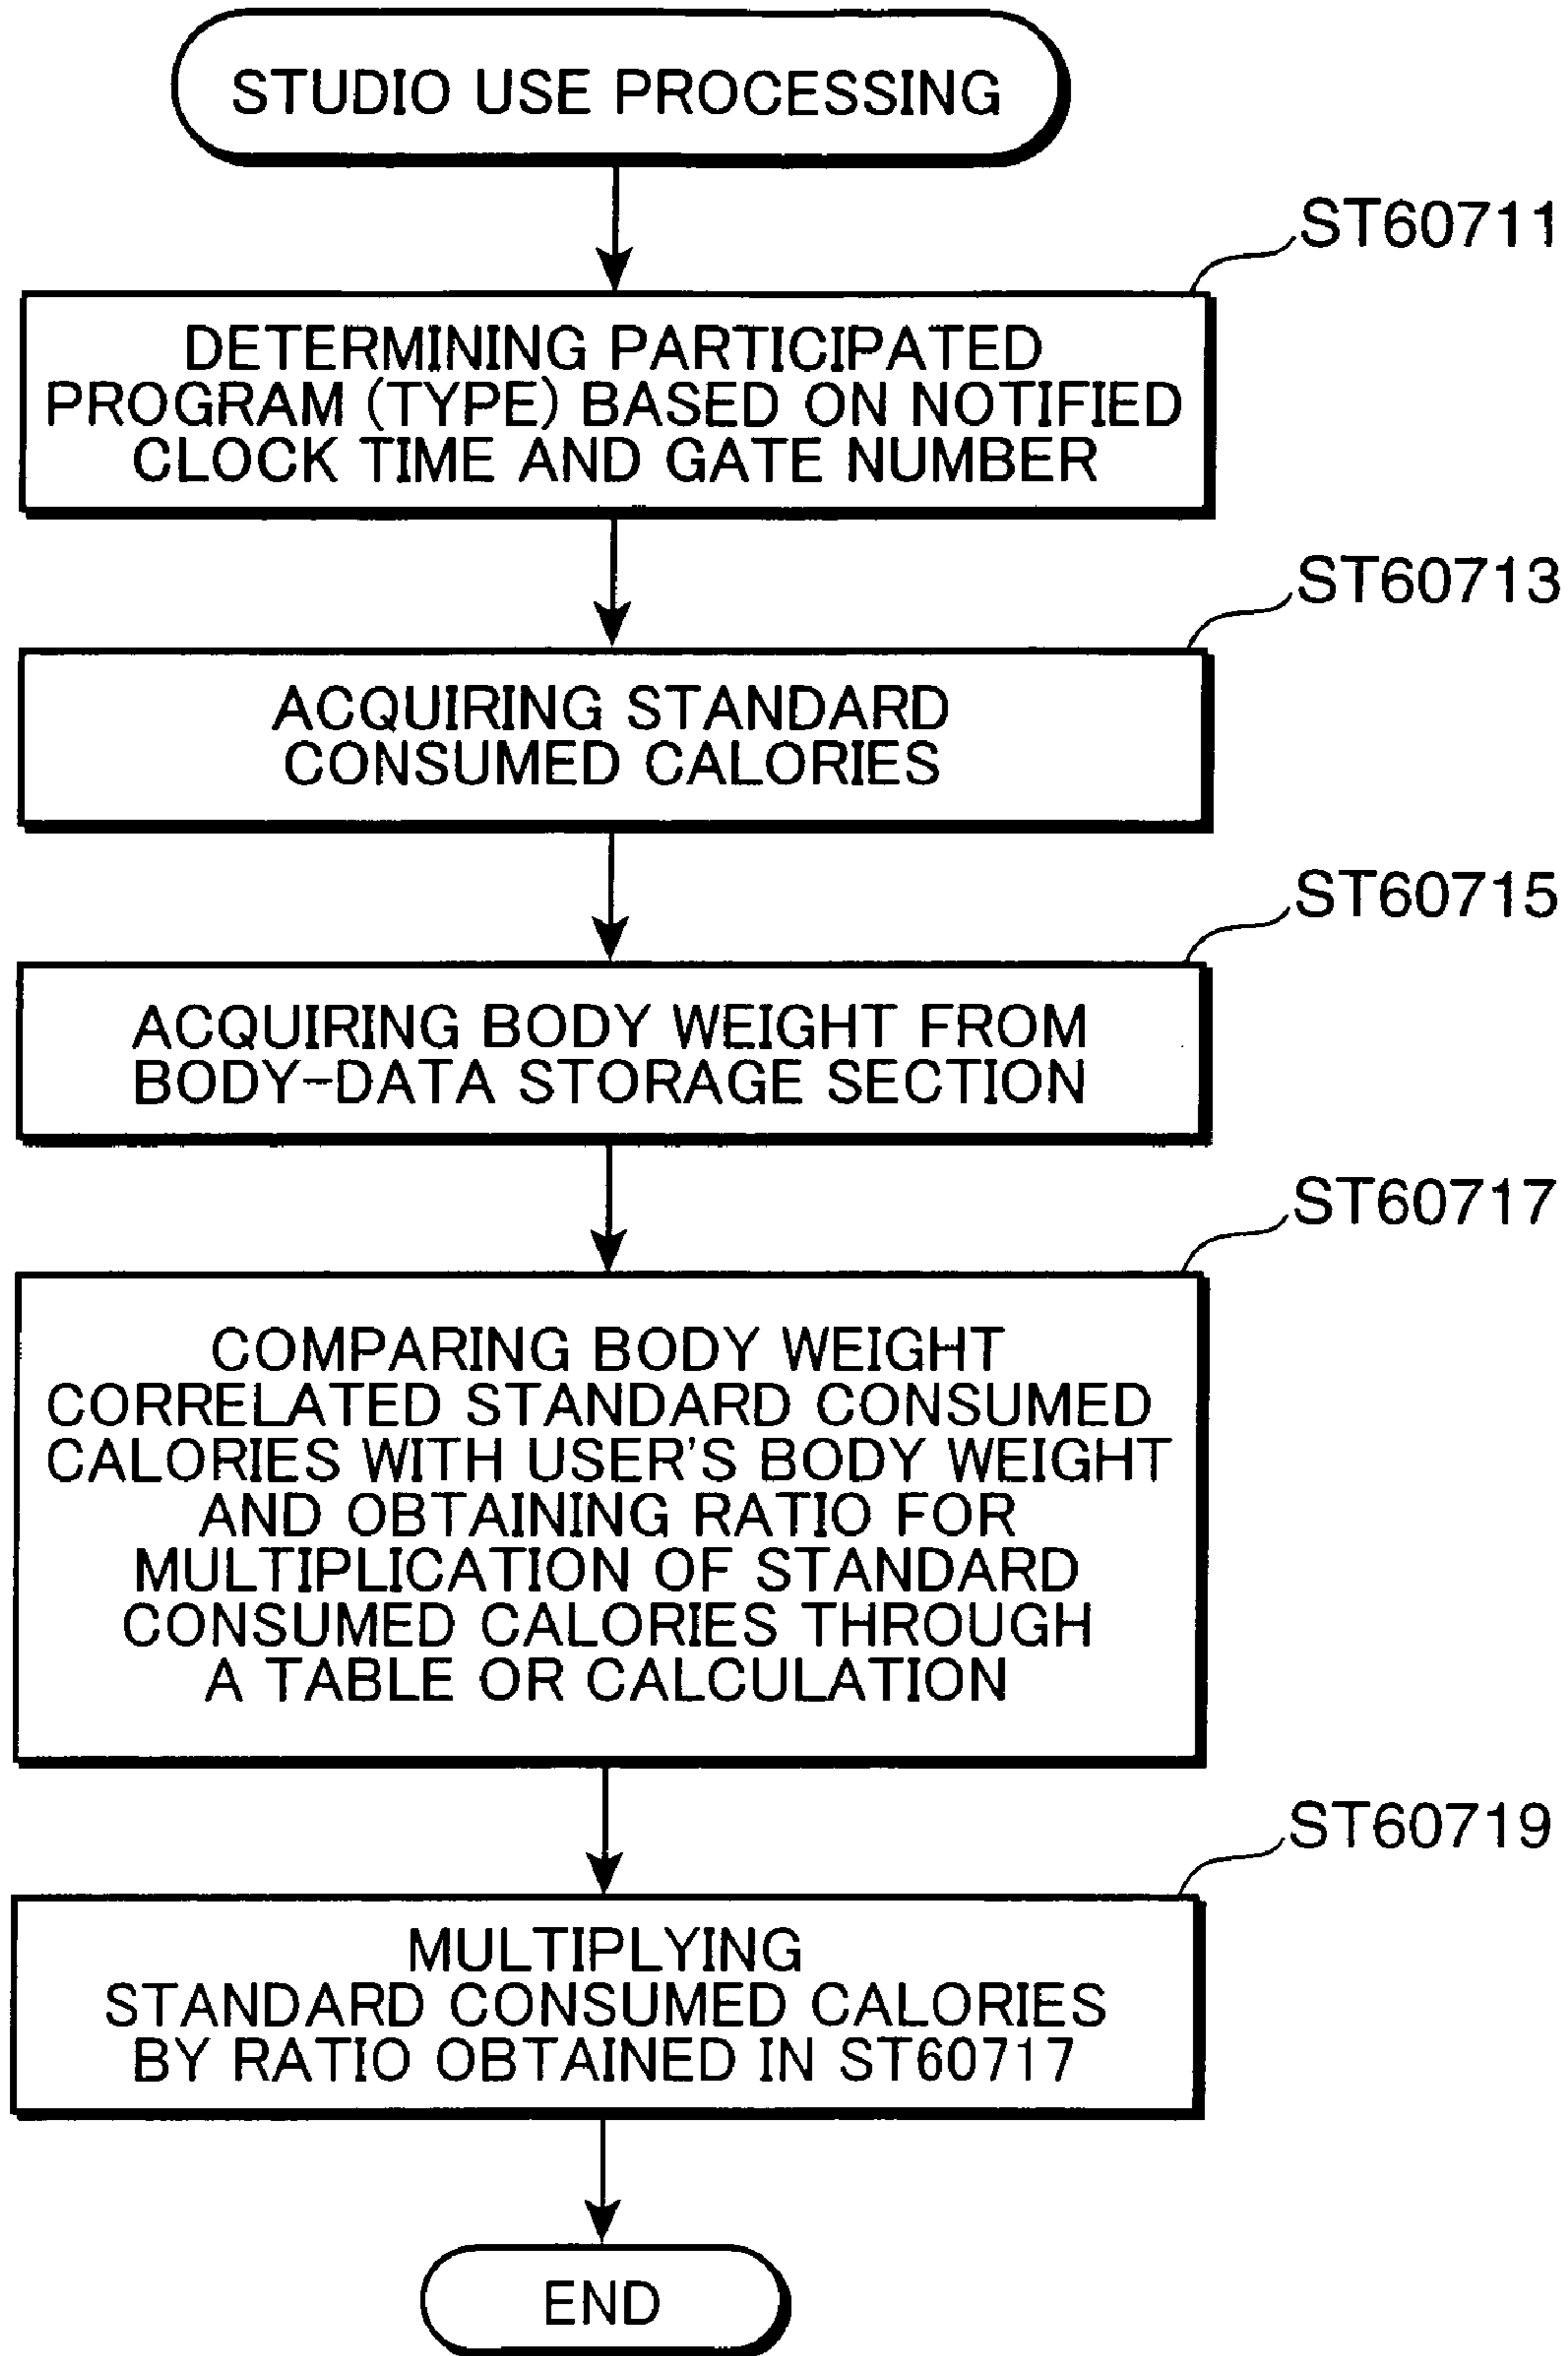 STUDIO USE PROCESSING
ST60711
DETERMINING PARTICIPATED
PROGRAM (TYPE) BASED ON NOTIFIED
CLOCK TIME AND GATE NUMBER
ST60713
ACQUIRING STANDARD
CONSUMED CALORIES
ST60715
ACQUIRING BODY WEIGHT FROM
BODY-DATA STORAGE SECTION
ST60717
COMPARING BODY WEIGHT
CORRELATED STANDARD CONSUMED
CALORIES WITH USER'S BODY WEIGHT
AND OBTAINING RATIO FOR
MULTIPLICATION OF STANDARD
CONSUMED CALORIES THROUGH
A TABLE OR CALCULATION
ST60719
MULTIPLYING
STANDARD CONSUMED CALORIES
BY RATIO OBTAINED IN ST60717
END